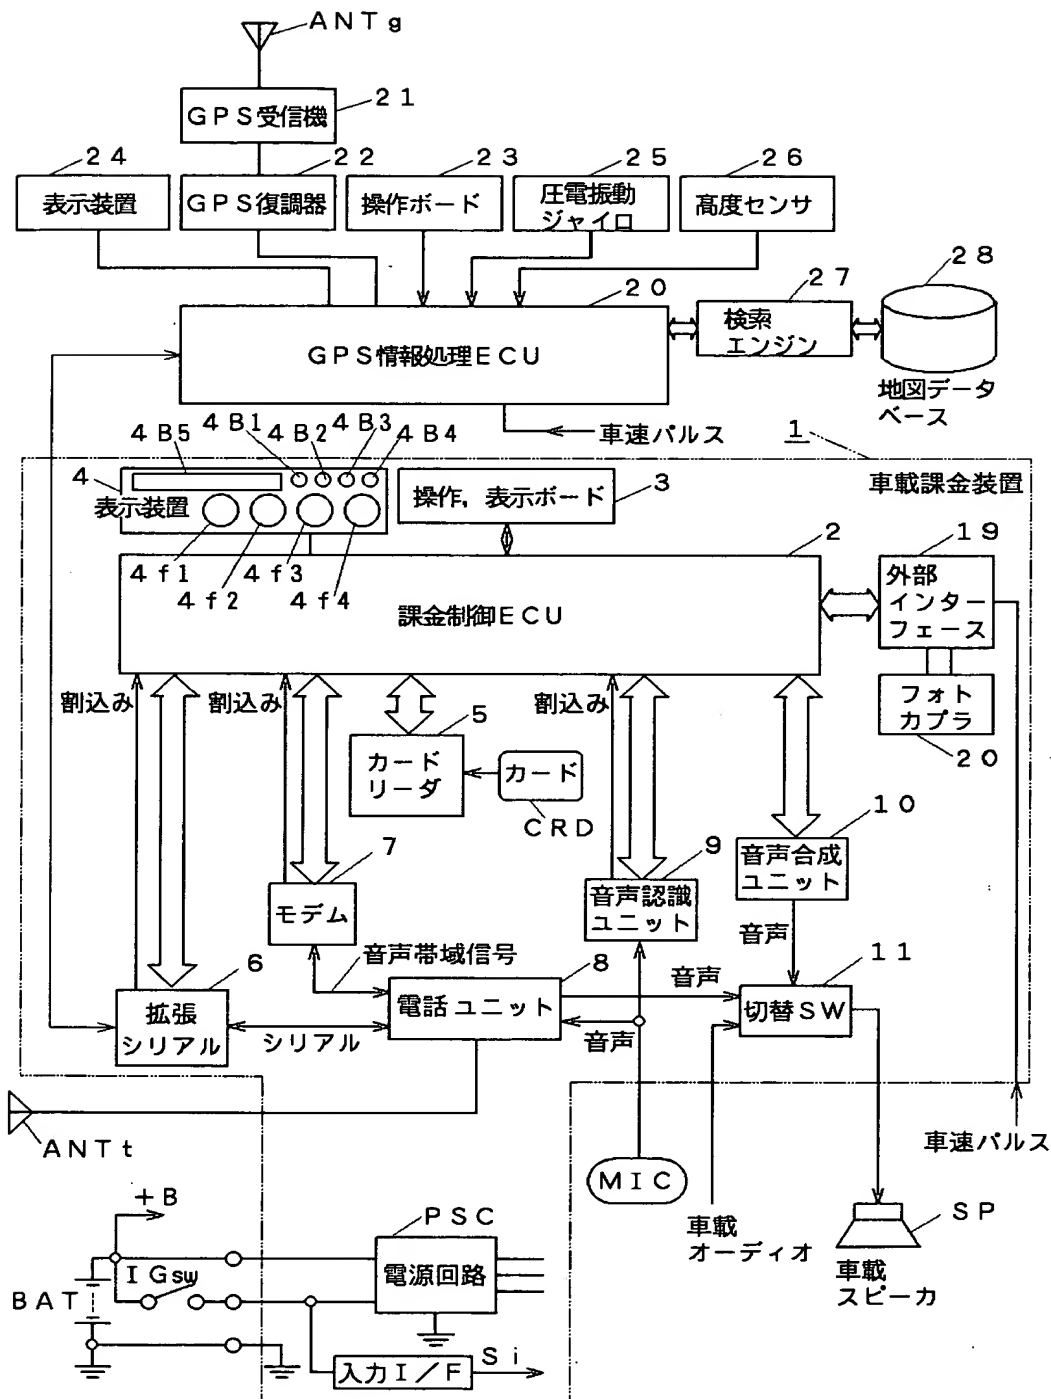 ANTg
21
GPS受信機
24
22
23
25
26
表示装置
GPS復調器
操作ボード
圧電振動
ジャイロ
高度センサ
20
27
28
GPS情報処理ECU
検索
エンジン
地図データ
ベース
車速パルス
4B5
4B1
4B2
4B3
4B4
1
車載課金装置
4
表示装置
操作，表示ボード
3
2
19
4f1
4f2
4f3
4f4
課金制御ECU
外部
インター
フェース
割込み
割込み
割込み
フォト
カプラ
20
5
カード
リーダ
カード
CRD
10
7
9
音声合成
ユニット
モデム
音声認識
ユニット
音声
音声帯域信号
6
8
11
拡張
シリアル
シリアル
電話ユニット
音声
音声
切替SW
ANTt
車速パルス
MIC
車載
オーディオ
SP
車載
スピーカ
+B
PSC
IGsw
BAT
電源回路
入力I／F
Si